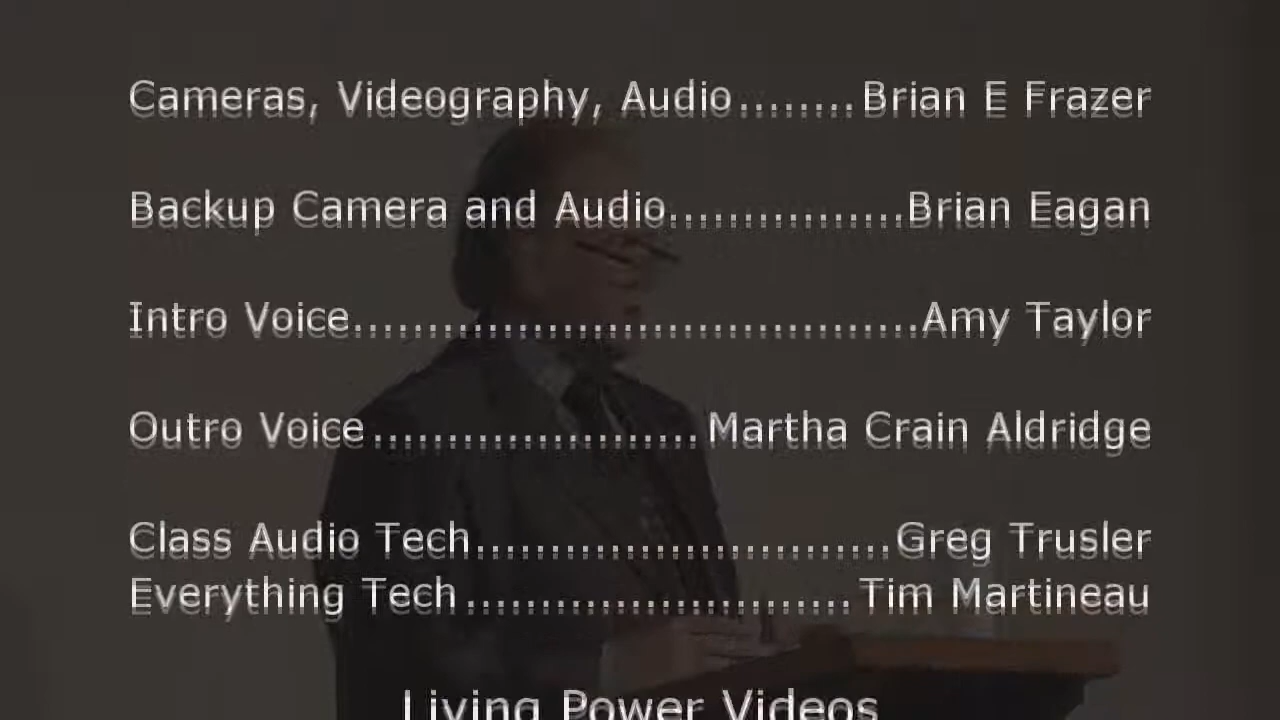 Cameras, Videography, Audio........Brian E Frazer
Backup Camera and Audio................Brian Eagan
Intro Voice.......................................Amy Taylor
Outro Voice......................Martha Crain Aldridge
Class Audio Tech............................Greg Trusler
Everything Tech..........................Tim Martineau
Living Power Videos